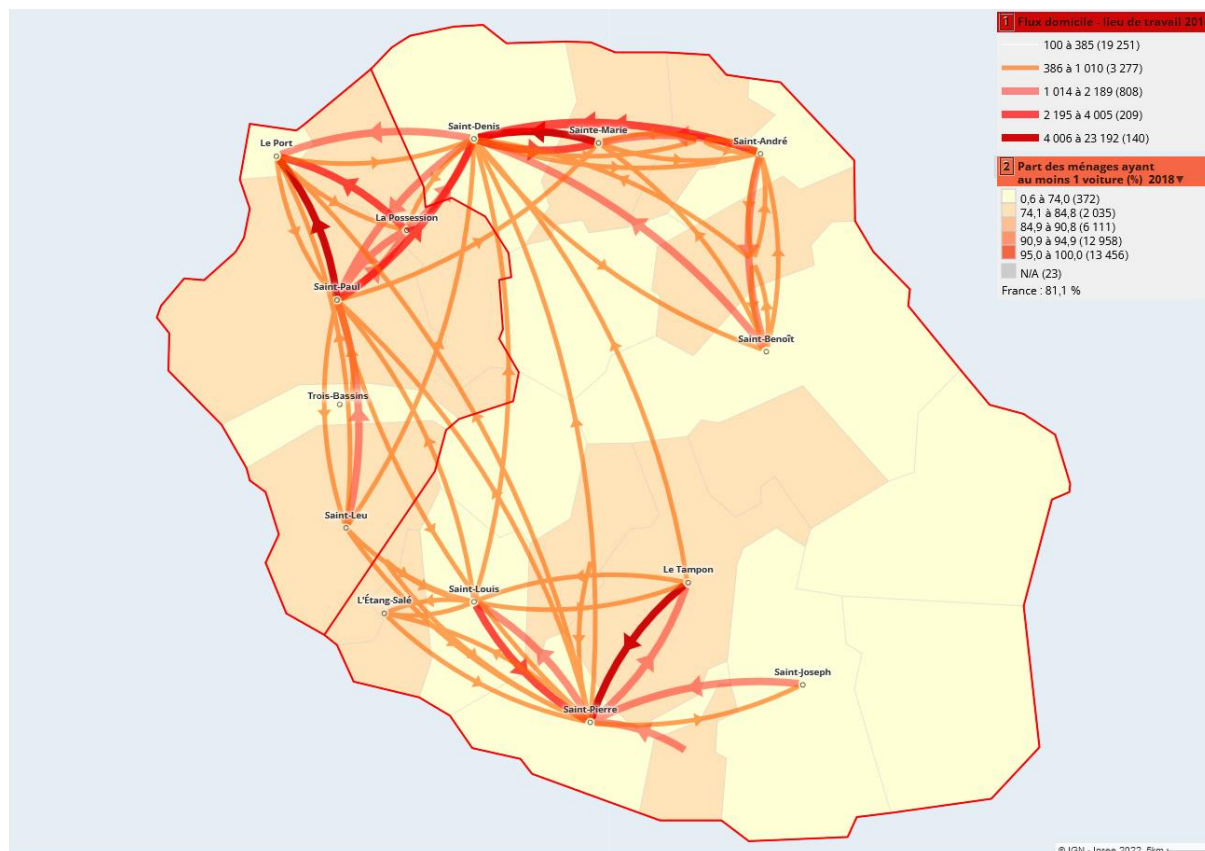 1 Flux domicile - lieu de travail 201
100 à 385 (19 251)
386 à 1 010 (3 277)
1 014 à 2 189 (808)
2 195 à 4 005 (209)
4 006 à 23 192 (140)
2 Part des ménages ayant
au moins 1 voiture (%) 2018▼
0,6 à 74,0 (372)
74,1 à 84,8 (2 035)
84,9 à 90,8 (6 111)
90,9 à 94,9 (12 958)
95,0 à 100,0 (13 456)
N/A (23)
France : 81,1 %
Saint-Denis
Sainte-Marie
Le Port
Saint-André
La Possession
Saint-Paul
Saint-Benoît
Trois-Bassins
Saint-Leu
Le Tampon
Saint-Louis
L'Étang-Salé
Saint-Joseph
Saint-Pierre
© IGN - Insee 2022 5km